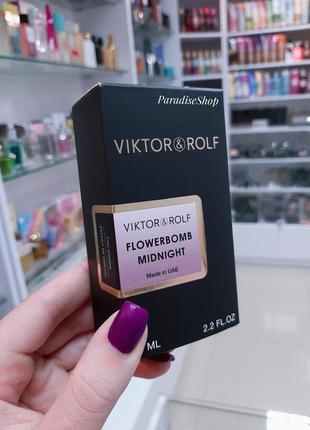 ParadiseShop
VIKTOR&ROLF
VIKTOR&ROLF
FLOWERBOMB
MIDNIGHT
Made in UAE
ML
2.2 FL.OZ